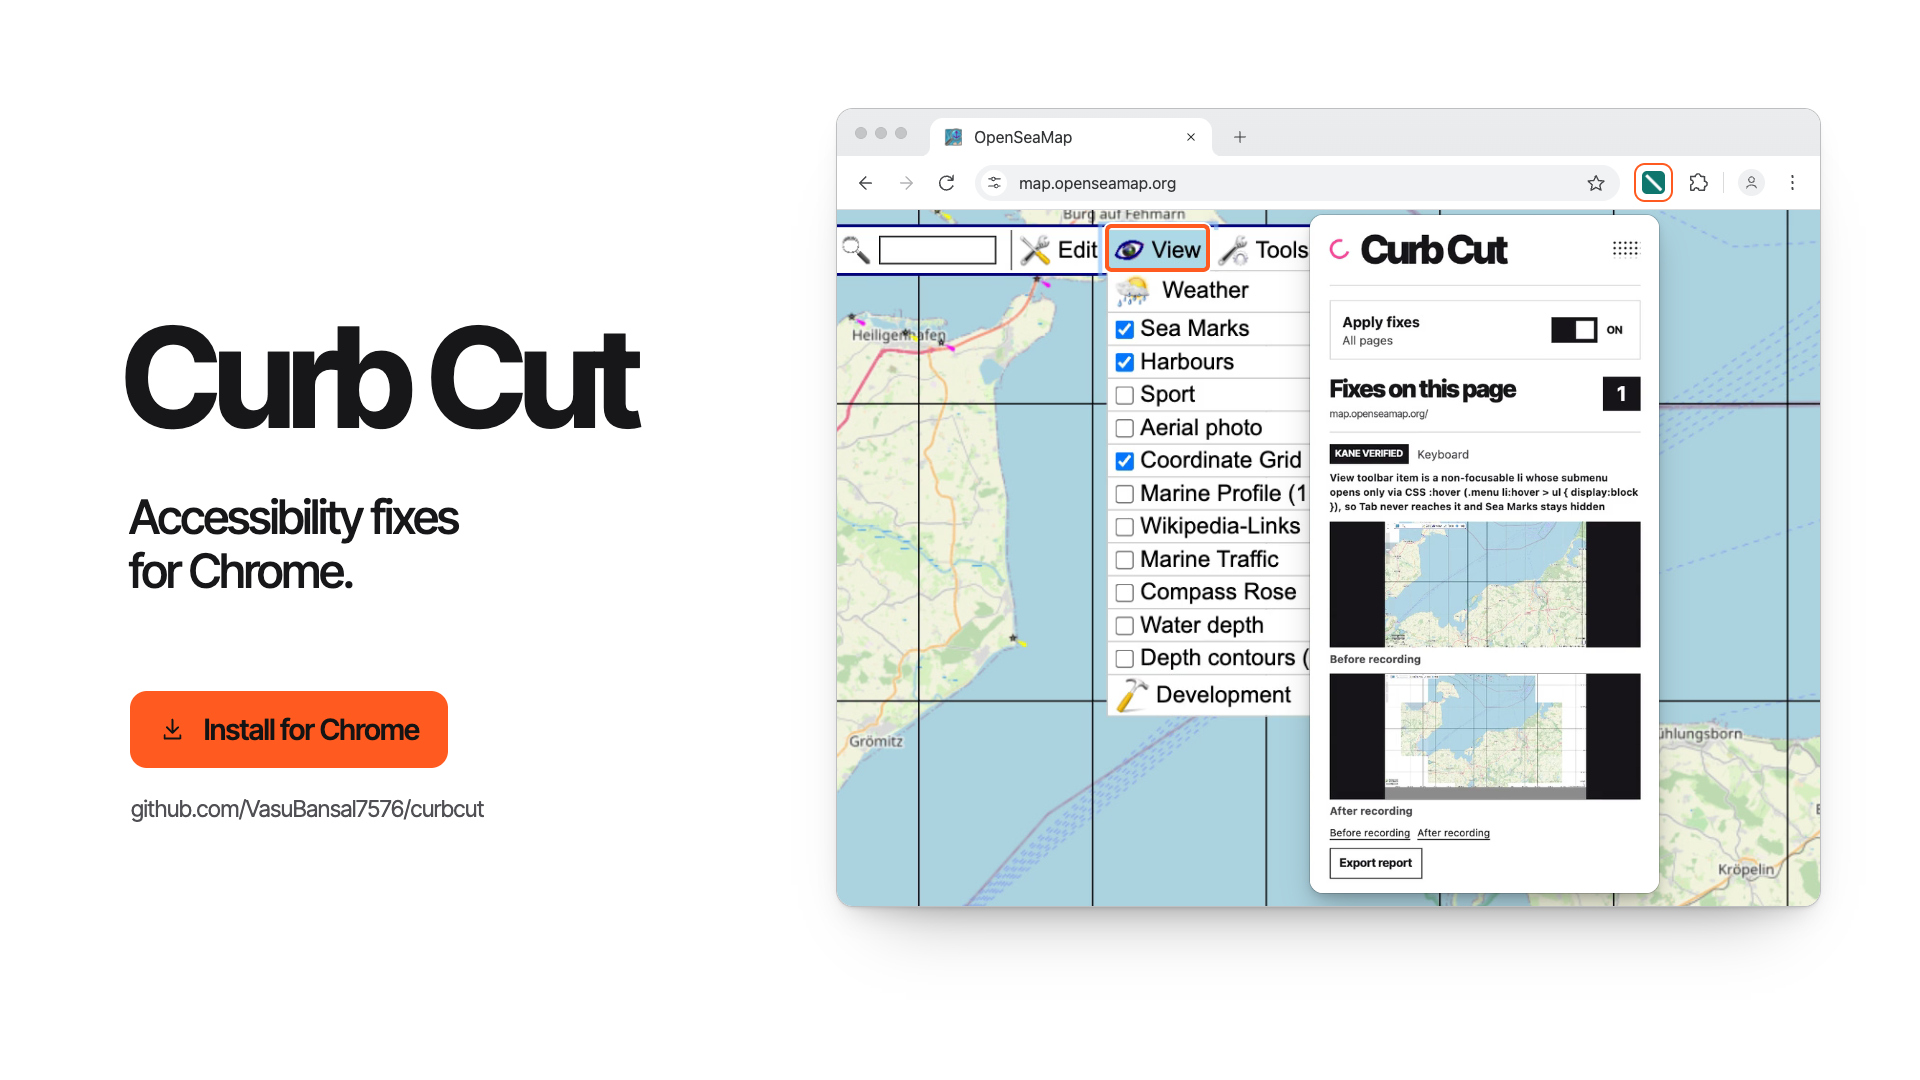 Curb Cut
Accessibility fixes
for Chrome.
Install for Chrome
github.com/VasuBansal7576/curbcut
OpenSeaMap
map.openseamap.org
Burg auf Fehmarn
Edit
View
Tools
Weather
Sea Marks
Harbours
Sport
Aerial photo
Coordinate Grid
Marine Profile (1
Wikipedia-Links
Marine Traffic
Compass Rose
Water depth
Depth contours (
Development
Heiligenhafen
Grömitz
Curb Cut
Apply fixes
All pages
ON
Fixes on this page
1
map.openseamap.org/
KANE VERIFIED Keyboard
View toolbar item is a non-focusable li whose submenu
opens only via CSS :hover (.menu li:hover > ul { display:block
}), so Tab never reaches it and Sea Marks stays hidden
Before recording
After recording
Before recording After recording
Export report
ühlungsborn
Kröpelin